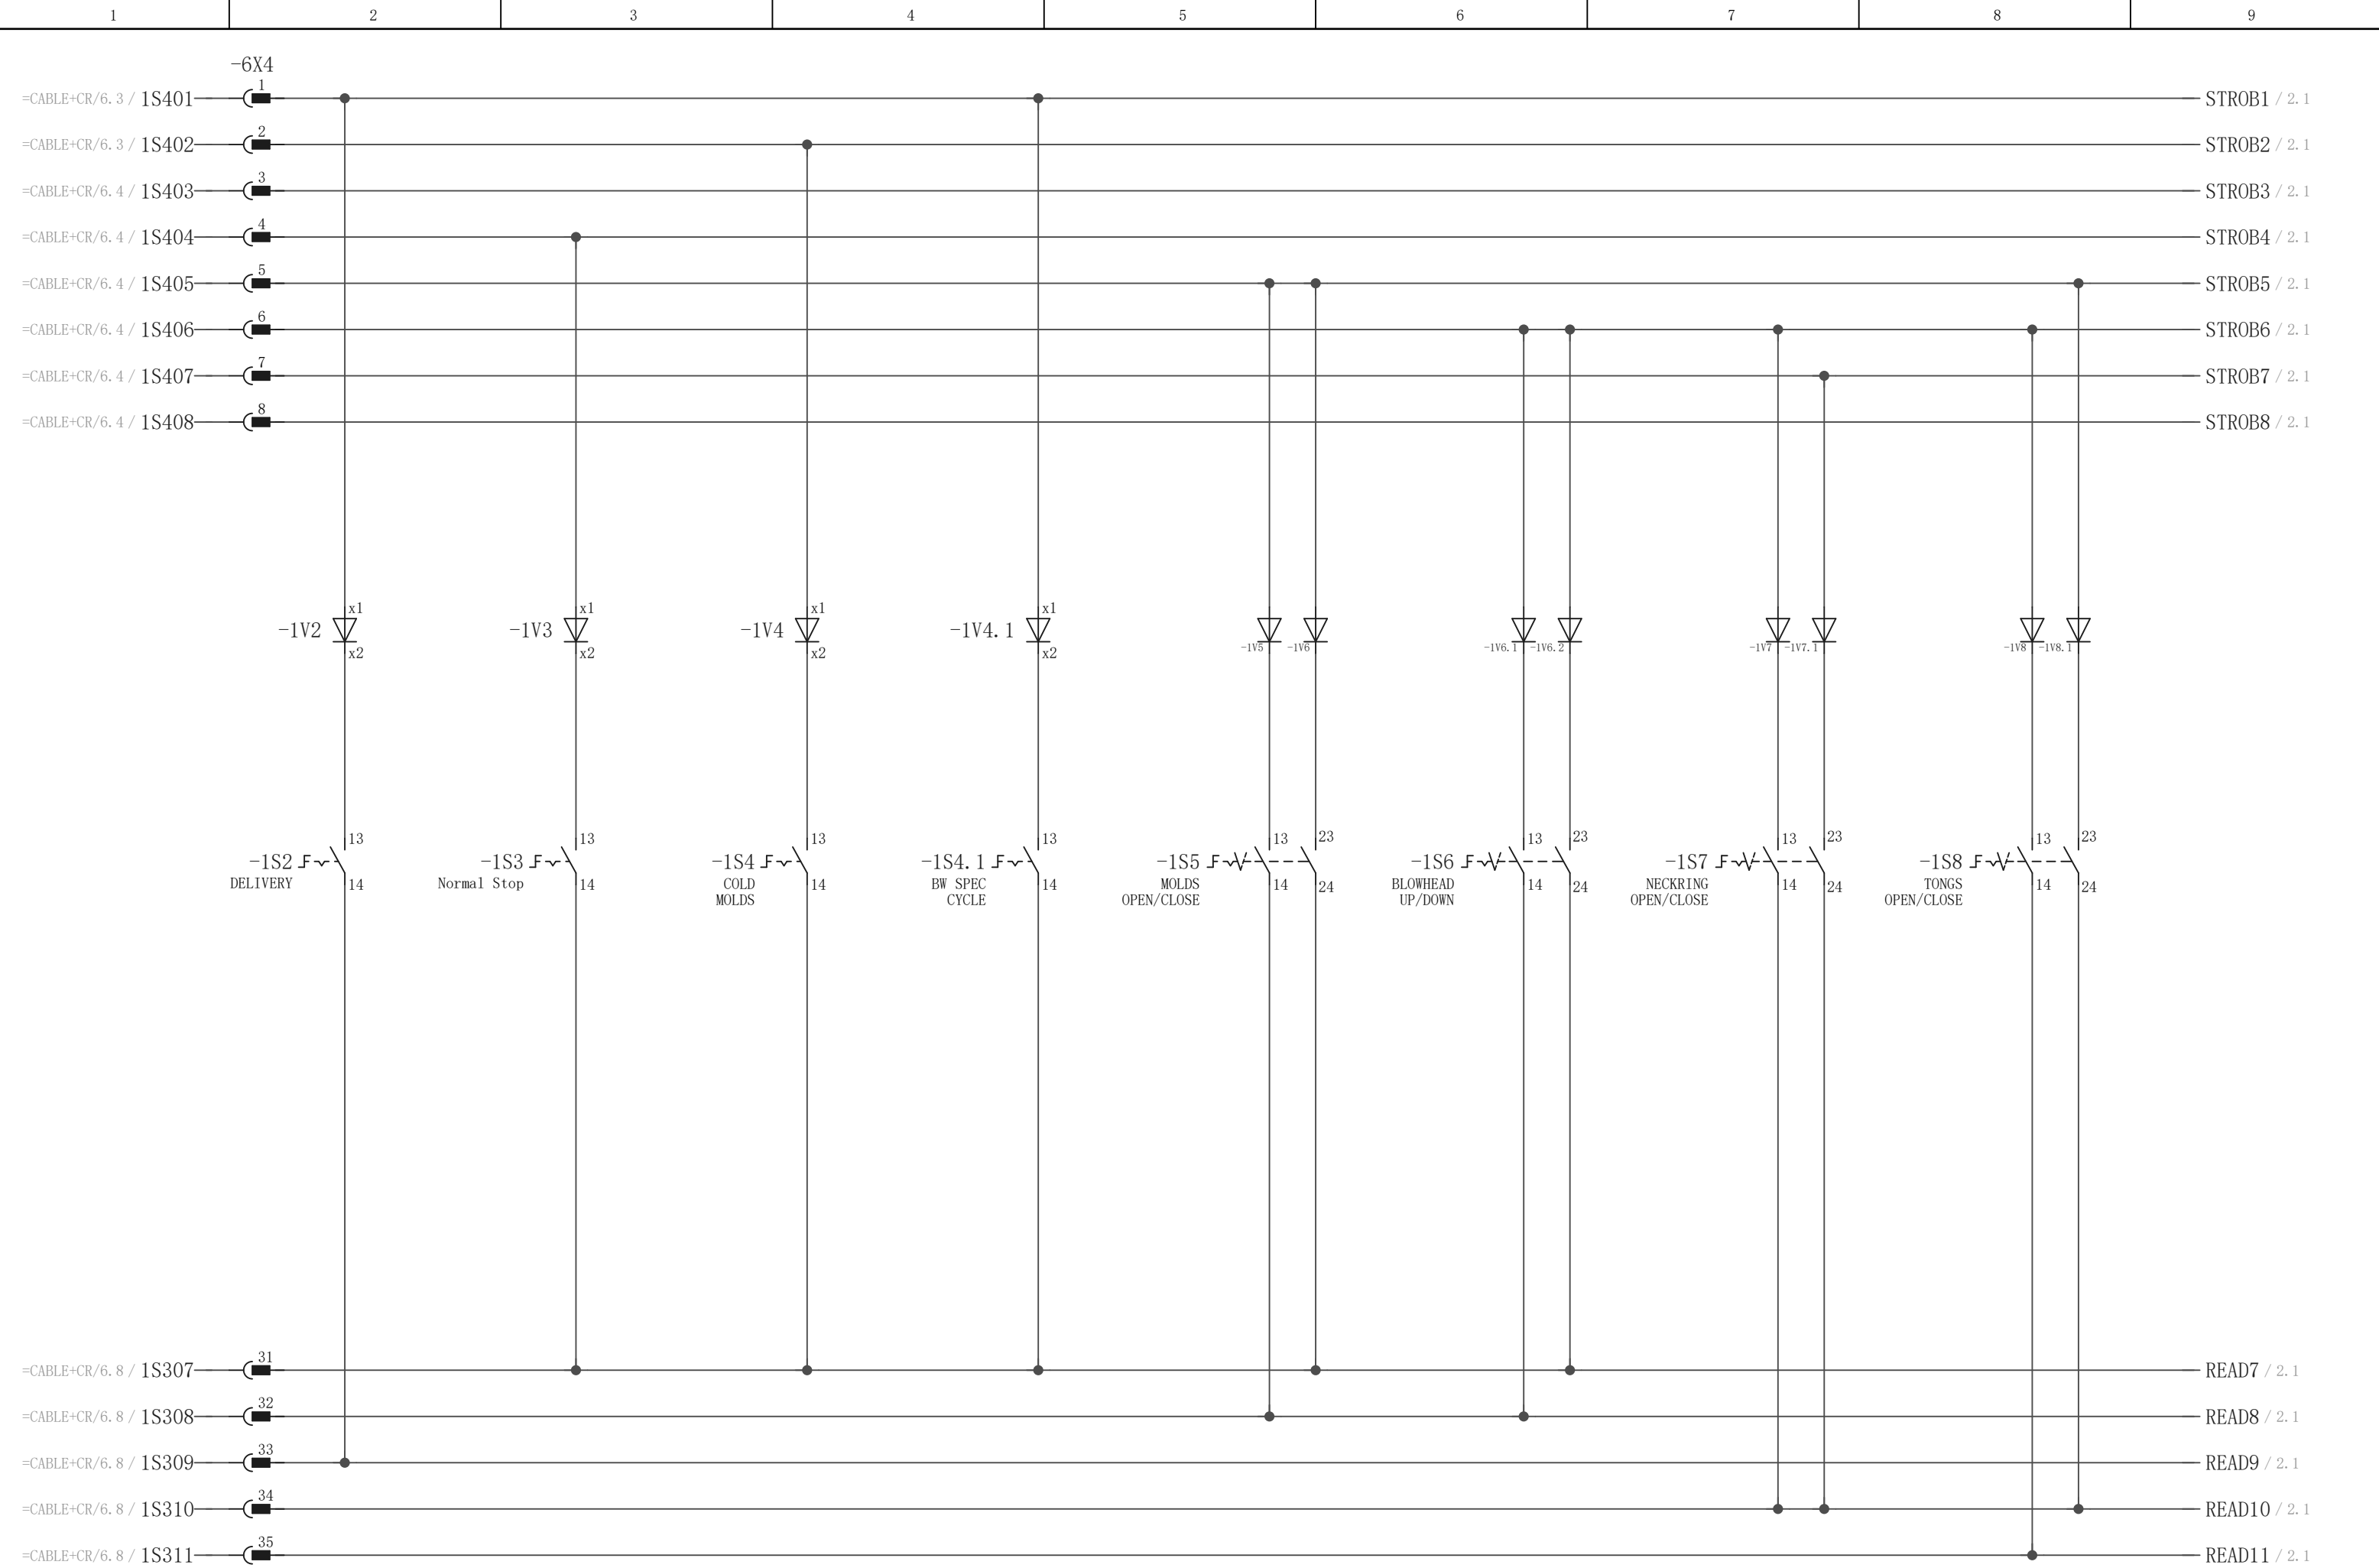 1 2 3 4 5 6 7 8 9
-6X4
=CABLE+CR/6.3 / 1S401 1 STROB1 / 2.1
=CABLE+CR/6.3 / 1S402 2 STROB2 / 2.1
=CABLE+CR/6.4 / 1S403 3 STROB3 / 2.1
=CABLE+CR/6.4 / 1S404 4 STROB4 / 2.1
=CABLE+CR/6.4 / 1S405 5 STROB5 / 2.1
=CABLE+CR/6.4 / 1S406 6 STROB6 / 2.1
=CABLE+CR/6.4 / 1S407 7 STROB7 / 2.1
=CABLE+CR/6.4 / 1S408 8 STROB8 / 2.1
x1 x1 x1 x1
-1V2 -1V3 -1V4 -1V4.1
x2 x2 x2 x2 -1V5 -1V6 -1V6.1 -1V6.2 -1V7 -1V7.1 -1V8 -1V8.1
13 13 13 13 13 23 13 23 13 23 13 23
-1S2 -1S3 -1S4 -1S4.1 -1S5 -1S6 -1S7 -1S8
DELIVERY 14 Normal Stop 14 COLD 14 BW SPEC 14 MOLDS 14 24 BLOWHEAD 14 24 NECKRING 14 24 TONGS 14 24
MOLDS CYCLE OPEN/CLOSE UP/DOWN OPEN/CLOSE OPEN/CLOSE
=CABLE+CR/6.8 / 1S307 31 READ7 / 2.1
=CABLE+CR/6.8 / 1S308 32 READ8 / 2.1
=CABLE+CR/6.8 / 1S309 33 READ9 / 2.1
=CABLE+CR/6.8 / 1S310 34 READ10 / 2.1
=CABLE+CR/6.8 / 1S311 35 READ11 / 2.1